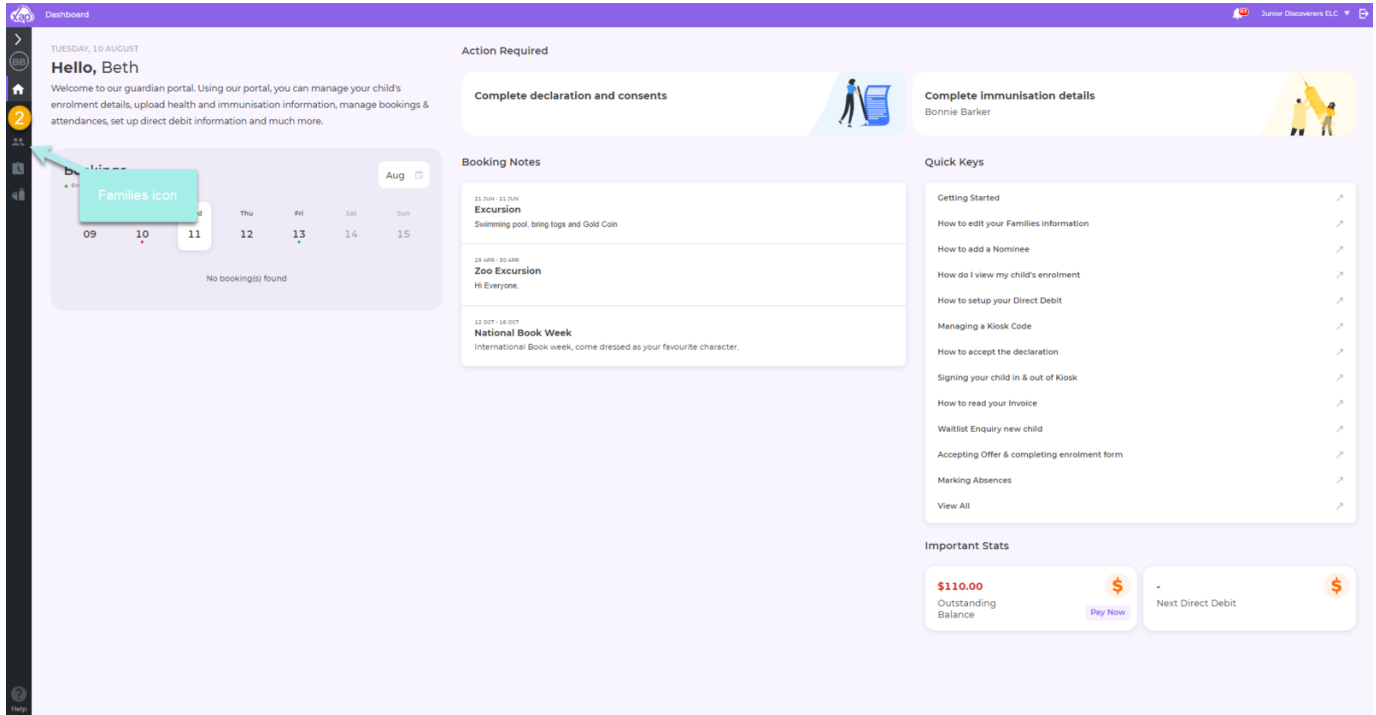 xap
Dashboard
93
Junior Discoverers ELC
BB
2
Help
TUESDAY, 10 AUGUST
Hello, Beth
Welcome to our guardian portal. Using our portal, you can manage your child's
enrolment details, upload health and immunisation information, manage bookings &
attendances, set up direct debit information and much more.
Families icon
Aug
Thu
Fri
Sat
Sun
09
10
11
12
13
14
15
No booking(s) found
Action Required
Complete declaration and consents
Complete immunisation details
Bonnie Barker
Booking Notes
21 JUN - 21 JUN
Excursion
Swimming pool, bring togs and Gold Coin
29 APR - 30 APR
Zoo Excursion
Hi Everyone,
12 OCT - 16 OCT
National Book Week
International Book week, come dressed as your favourite character.
Quick Keys
Getting Started
How to edit your Families information
How to add a Nominee
How do I view my child's enrolment
How to setup your Direct Debit
Managing a Kiosk Code
How to accept the declaration
Signing your child in & out of Kiosk
How to read your Invoice
Waitlist Enquiry new child
Accepting Offer & completing enrolment form
Marking Absences
View All
Important Stats
$110.00
Outstanding
Balance
Pay Now
$
-
Next Direct Debit
$